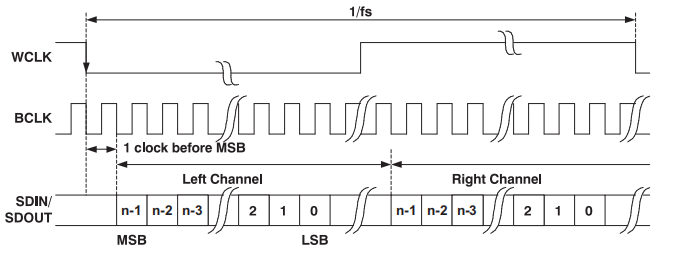 1/fs
WCLK
BCLK
1 clock before MSB
Left Channel
Right Channel
SDIN/
SDOUT
n-1 n-2 n-3 2 1 0 n-1 n-2 n-3 2 1 0
MSB
LSB